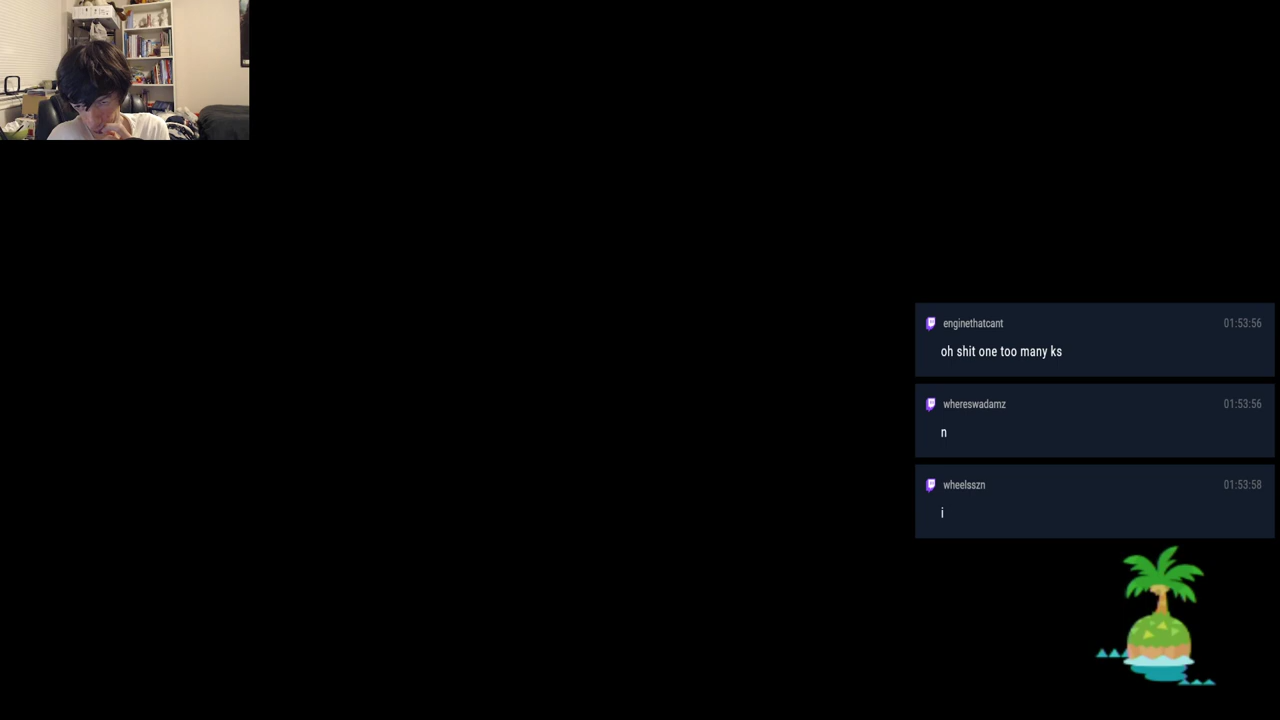 enginethatcant 01:53:56
oh shit one too many ks
whereswadamz 01:53:56
n
wheelsszn 01:53:58
i